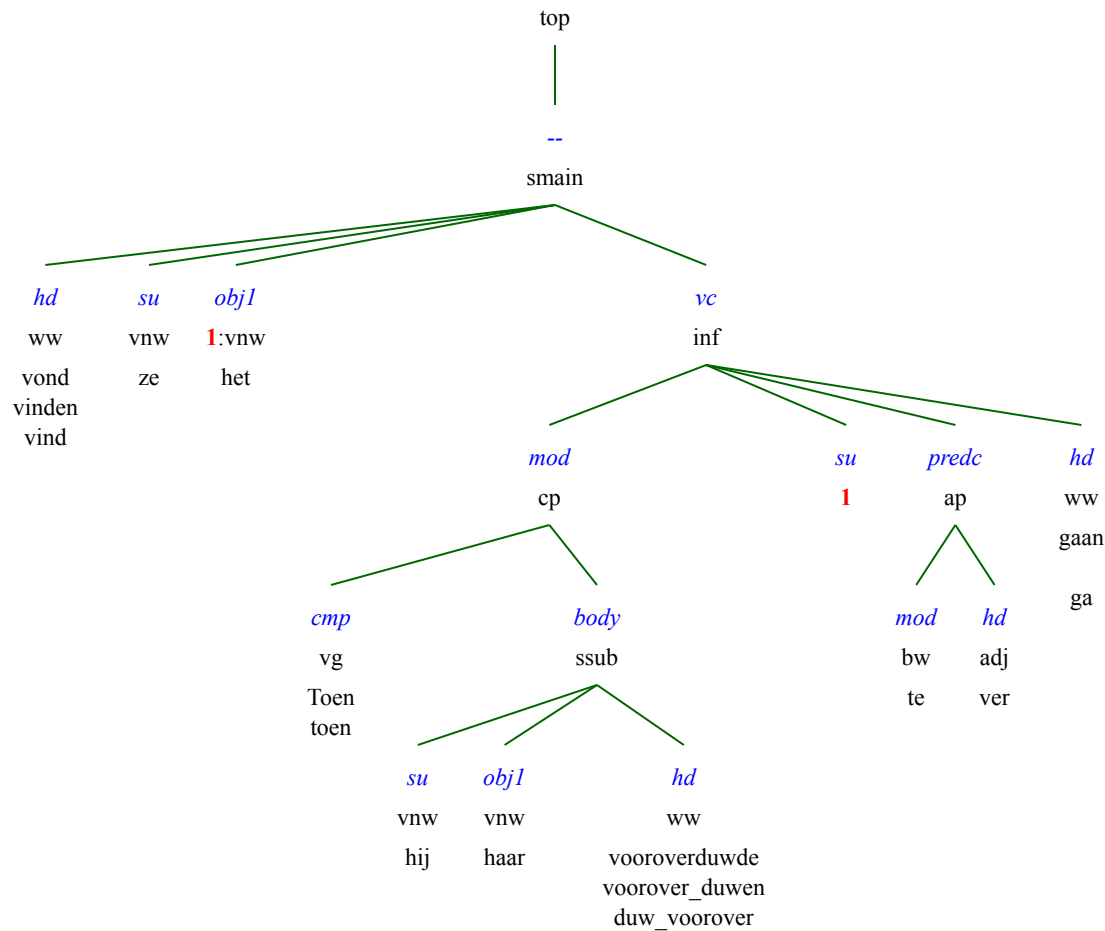 top
--
smain
hd su obj1 vc
ww vnw 1:vnw inf
vond ze het
vinden
vind
mod su predc hd
cp 1 ap ww
gaan
ga
cmp body mod hd
vg ssub bw adj
Toen te ver
toen
su obj1 hd
vnw vnw ww
hij haar vooroverduwde
voorover_duwen
duw_voorover